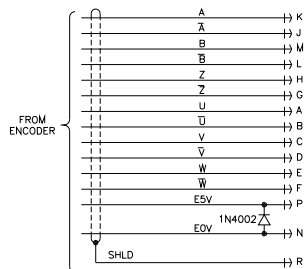 A K
A̅ J
B M
B̅ L
Z H
Z̅ G
U A
U̅ B
FROM ENCODER
V C
V̅ D
W E
W̅ F
E5V P
1N4002
E0V N
SHLD R